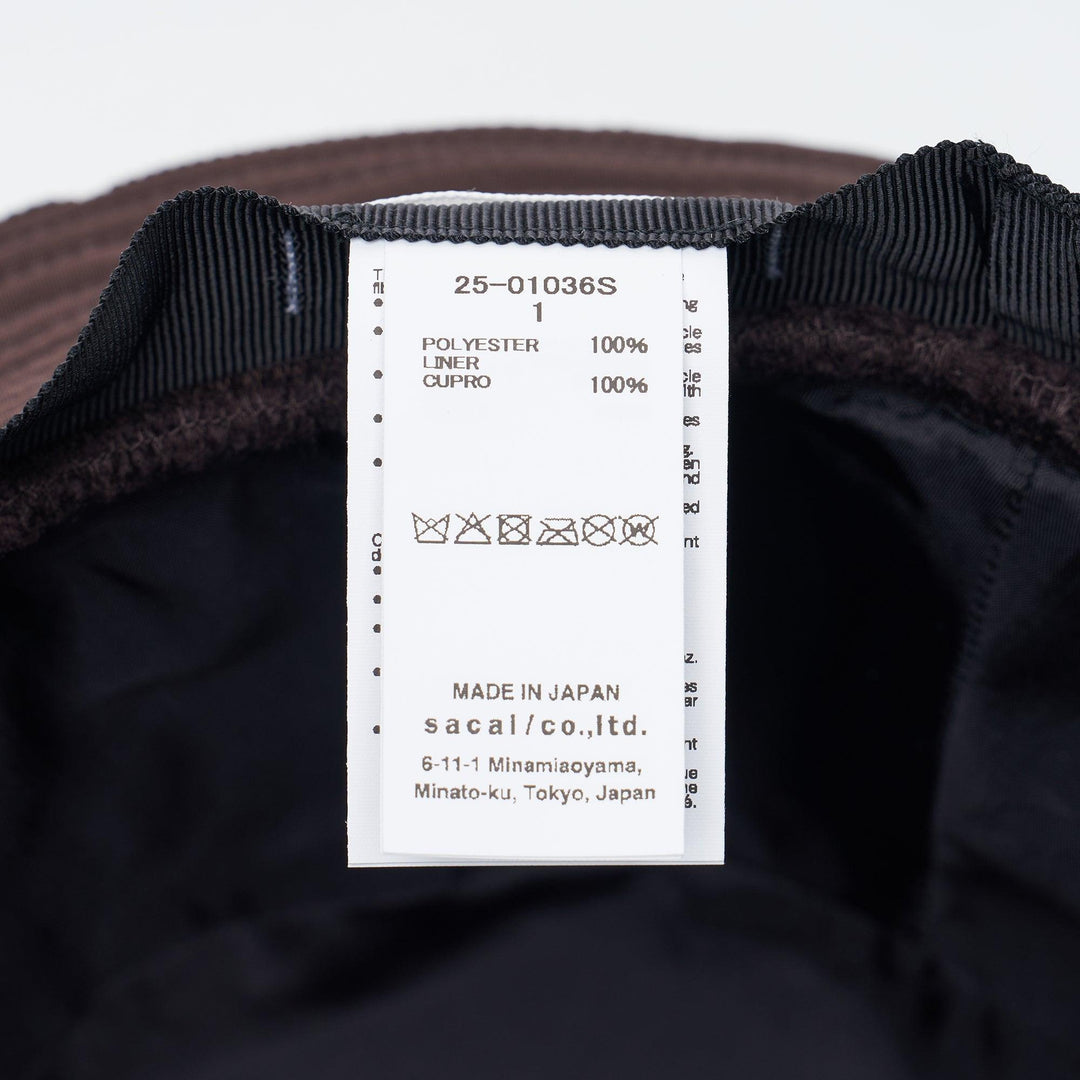 25-01036S
1
POLYESTER 100%
LINER
CUPRO 100%
W
MADE IN JAPAN
sacai/co.,ltd.
6-11-1 Minamiaoyama,
Minato-ku, Tokyo, Japan